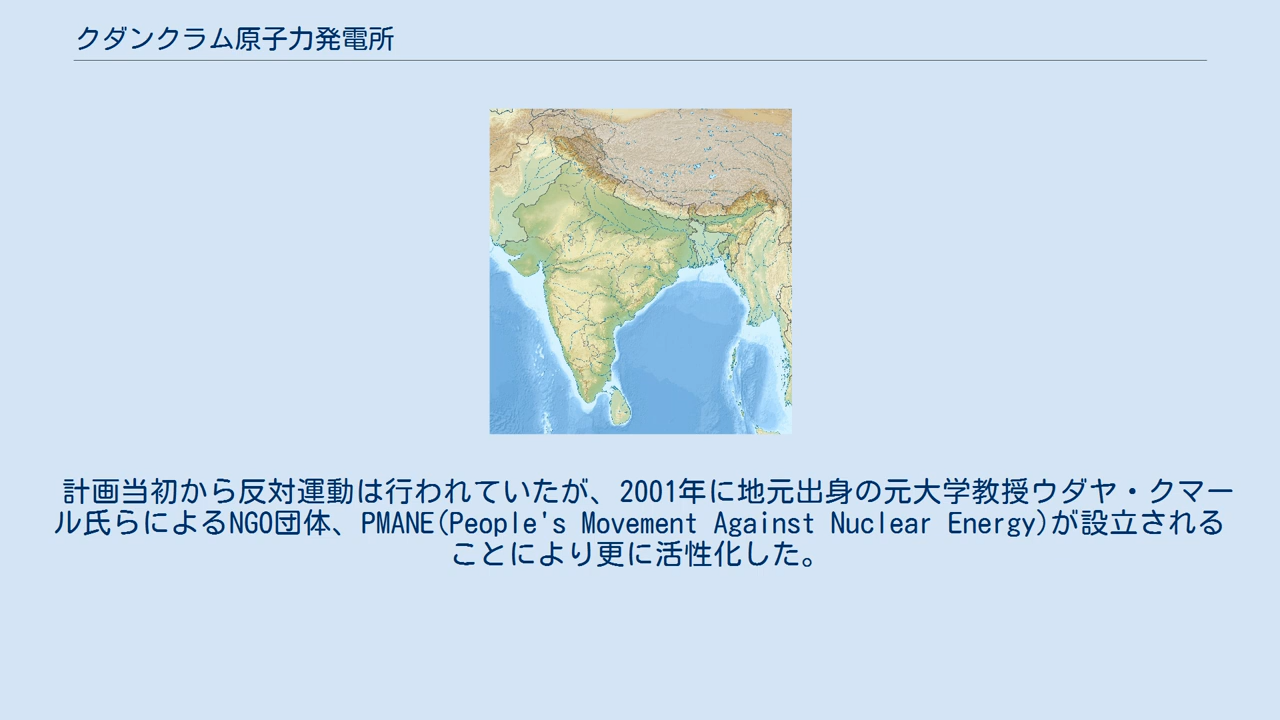 クダンクラム原子力発電所
計画当初から反対運動は行われていたが、2001年に地元出身の元大学教授ウダヤ・クマー
ル氏らによるNGO団体、PMANE(People's Movement Against Nuclear Energy)が設立される
ことにより更に活性化した。